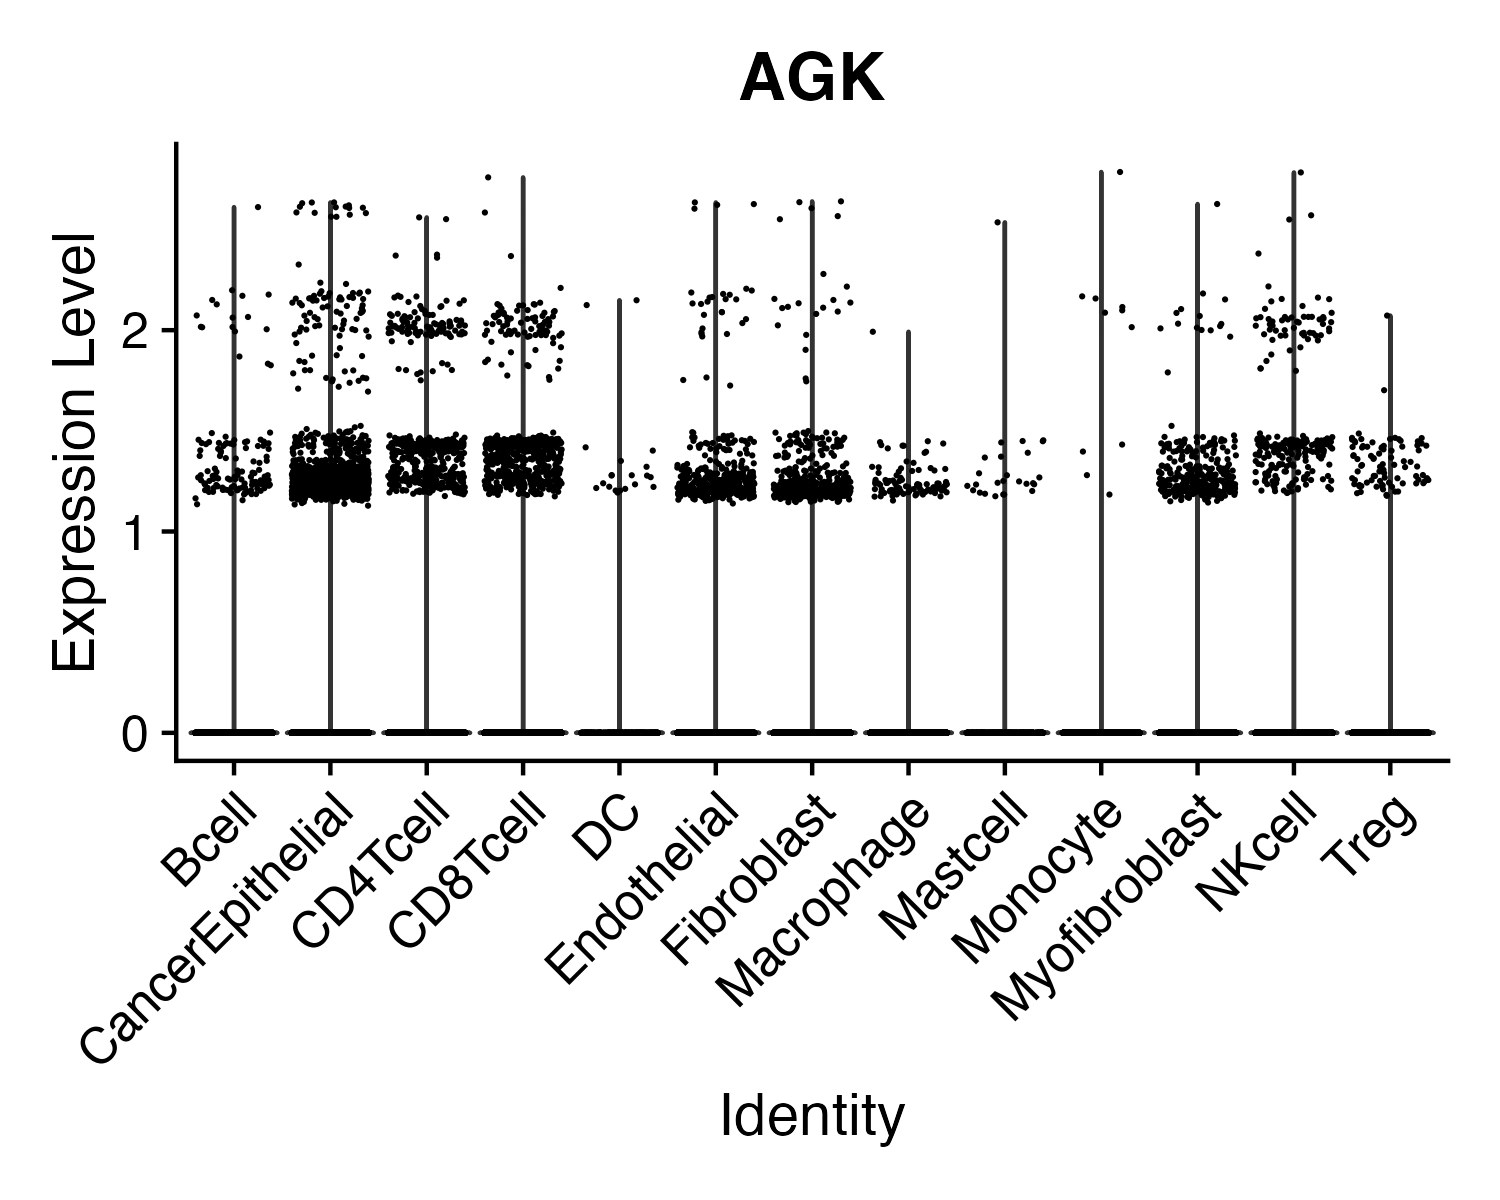 AGK
Expression Level
2
1
0
Bcell
CancerEpithelial
CD4Tcell
CD8Tcell
DC
Endothelial
Fibroblast
Macrophage
Mastcell
Monocyte
Myofibroblast
NKcell
Treg
Identity